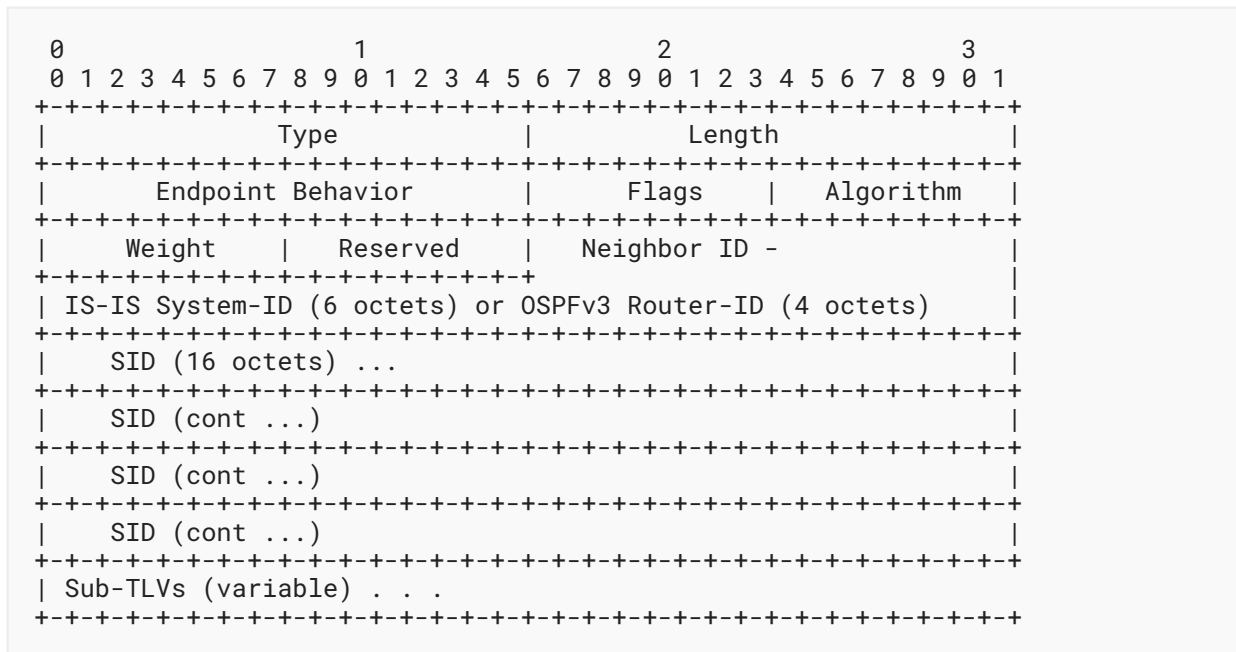 0                   1                   2                   3
 0 1 2 3 4 5 6 7 8 9 0 1 2 3 4 5 6 7 8 9 0 1 2 3 4 5 6 7 8 9 0 1
+-+-+-+-+-+-+-+-+-+-+-+-+-+-+-+-+-+-+-+-+-+-+-+-+-+-+-+-+-+-+-+-+
|               Type            |          Length               |
+-+-+-+-+-+-+-+-+-+-+-+-+-+-+-+-+-+-+-+-+-+-+-+-+-+-+-+-+-+-+-+-+
|       Endpoint Behavior       |      Flags    |   Algorithm   |
+-+-+-+-+-+-+-+-+-+-+-+-+-+-+-+-+-+-+-+-+-+-+-+-+-+-+-+-+-+-+-+-+
|     Weight    |   Reserved    |   Neighbor ID -               |
+-+-+-+-+-+-+-+-+-+-+-+-+-+-+-+-+                               |
| IS-IS System-ID (6 octets) or OSPFv3 Router-ID (4 octets)     |
+-+-+-+-+-+-+-+-+-+-+-+-+-+-+-+-+-+-+-+-+-+-+-+-+-+-+-+-+-+-+-+-+
|    SID (16 octets) ...                                        |
+-+-+-+-+-+-+-+-+-+-+-+-+-+-+-+-+-+-+-+-+-+-+-+-+-+-+-+-+-+-+-+-+
|    SID (cont ...)                                             |
+-+-+-+-+-+-+-+-+-+-+-+-+-+-+-+-+-+-+-+-+-+-+-+-+-+-+-+-+-+-+-+-+
|    SID (cont ...)                                             |
+-+-+-+-+-+-+-+-+-+-+-+-+-+-+-+-+-+-+-+-+-+-+-+-+-+-+-+-+-+-+-+-+
|    SID (cont ...)                                             |
+-+-+-+-+-+-+-+-+-+-+-+-+-+-+-+-+-+-+-+-+-+-+-+-+-+-+-+-+-+-+-+-+
| Sub-TLVs (variable) . . .
+-+-+-+-+-+-+-+-+-+-+-+-+-+-+-+-+-+-+-+-+-+-+-+-+-+-+-+-+-+-+-+-+